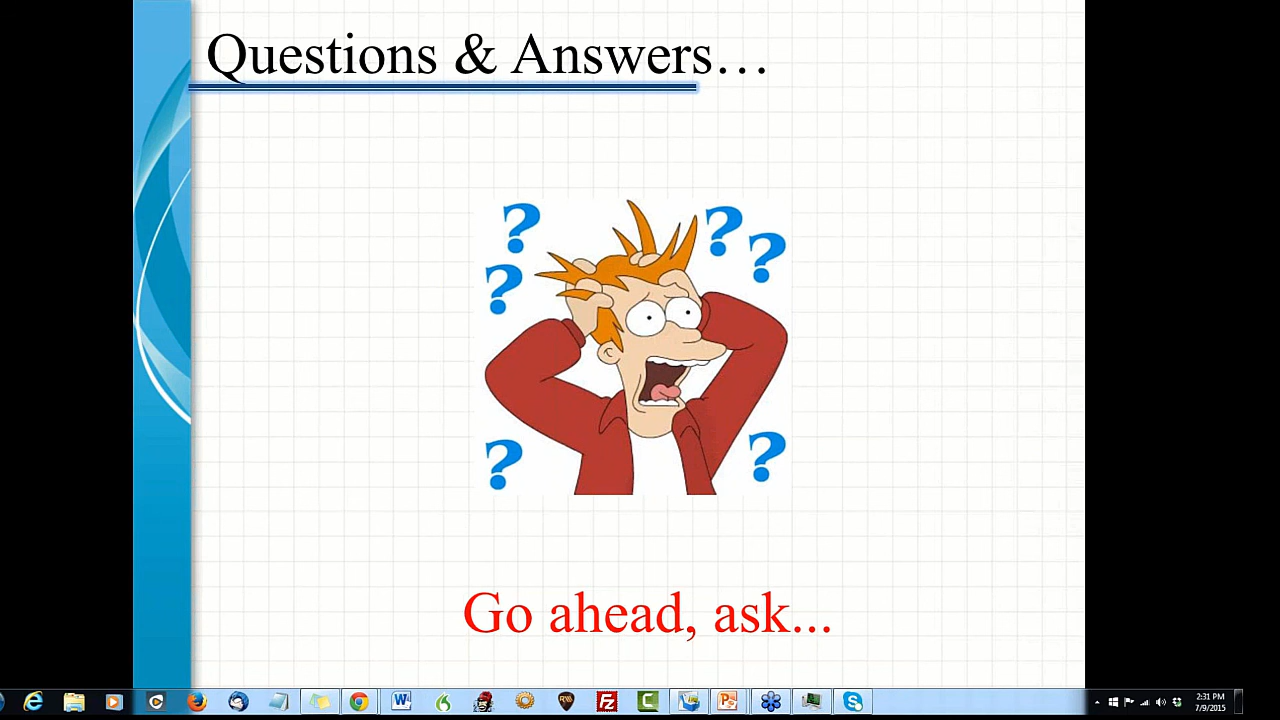 Questions & Answers…
?
?
?
?
?
?
Go ahead, ask...
2:31 PM
7/9/2015